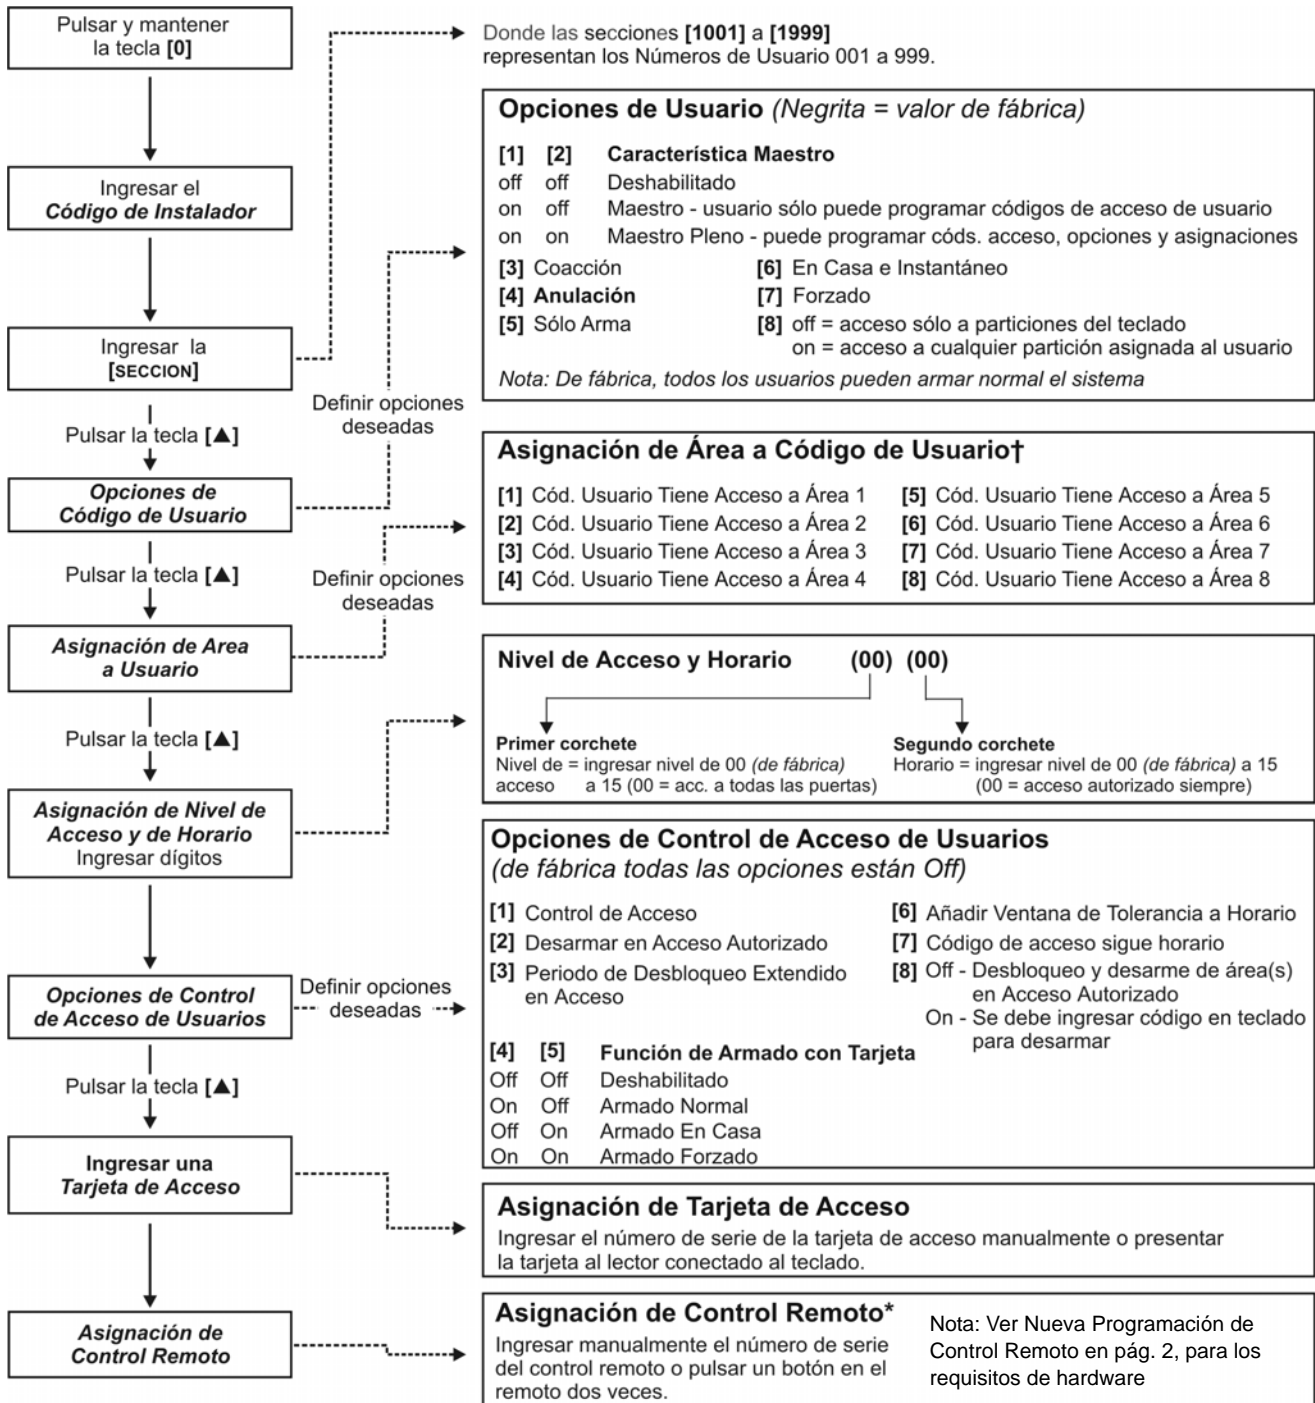 Pulsar y mantener
la tecla [0]
Ingresar el
Código de Instalador
Ingresar la
[SECCION]
Pulsar la tecla [▲]
Opciones de
Código de Usuario
Pulsar la tecla [▲]
Asignación de Area
a Usuario
Pulsar la tecla [▲]
Asignación de Nivel de
Acceso y de Horario
Ingresar dígitos
Opciones de Control
de Acceso de Usuarios
Pulsar la tecla [▲]
Ingresar una
Tarjeta de Acceso
Asignación de
Control Remoto
Definir opciones
deseadas
Definir opciones
deseadas
Definir opciones
deseadas
Donde las secciones [1001] a [1999]
representan los Números de Usuario 001 a 999.
Opciones de Usuario (Negrita = valor de fábrica)
[1] [2] Característica Maestro
off off Deshabilitado
on off Maestro - usuario sólo puede programar códigos de acceso de usuario
on on Maestro Pleno - puede programar códs. acceso, opciones y asignaciones
[3] Coacción
[4] Anulación
[5] Sólo Arma
[6] En Casa e Instantáneo
[7] Forzado
[8] off = acceso sólo a particiones del teclado
on = acceso a cualquier partición asignada al usuario
Nota: De fábrica, todos los usuarios pueden armar normal el sistema
Asignación de Área a Código de Usuario†
[1] Cód. Usuario Tiene Acceso a Área 1
[2] Cód. Usuario Tiene Acceso a Área 2
[3] Cód. Usuario Tiene Acceso a Área 3
[4] Cód. Usuario Tiene Acceso a Área 4
[5] Cód. Usuario Tiene Acceso a Área 5
[6] Cód. Usuario Tiene Acceso a Área 6
[7] Cód. Usuario Tiene Acceso a Área 7
[8] Cód. Usuario Tiene Acceso a Área 8
Nivel de Acceso y Horario (00) (00)
Primer corchete
Nivel de = ingresar nivel de 00 (de fábrica)
acceso a 15 (00 = acc. a todas las puertas)
Segundo corchete
Horario = ingresar nivel de 00 (de fábrica) a 15
(00 = acceso autorizado siempre)
Opciones de Control de Acceso de Usuarios
(de fábrica todas las opciones están Off)
[1] Control de Acceso
[2] Desarmar en Acceso Autorizado
[3] Periodo de Desbloqueo Extendido
en Acceso
[6] Añadir Ventana de Tolerancia a Horario
[7] Código de acceso sigue horario
[8] Off - Desbloqueo y desarme de área(s)
en Acceso Autorizado
On - Se debe ingresar código en teclado
para desarmar
[4] [5] Función de Armado con Tarjeta
Off Off Deshabilitado
On Off Armado Normal
Off On Armado En Casa
On On Armado Forzado
Asignación de Tarjeta de Acceso
Ingresar el número de serie de la tarjeta de acceso manualmente o presentar
la tarjeta al lector conectado al teclado.
Asignación de Control Remoto*
Ingresar manualmente el número de serie
del control remoto o pulsar un botón en el
remoto dos veces.
Nota: Ver Nueva Programación de
Control Remoto en pág. 2, para los
requisitos de hardware